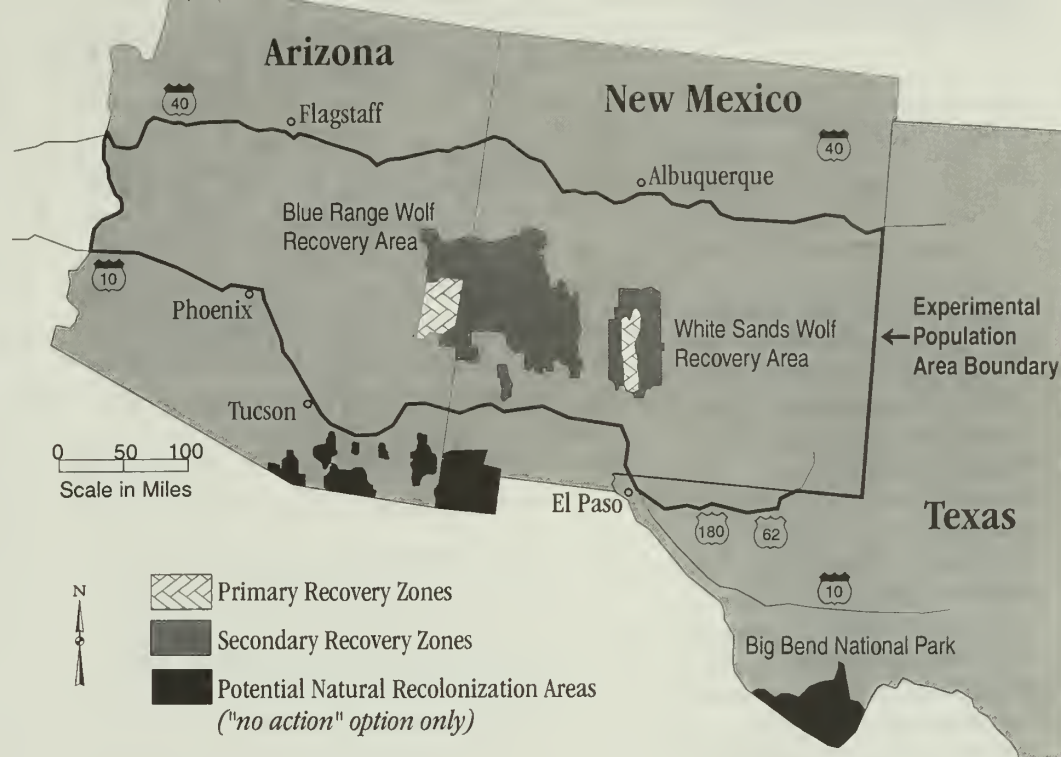 Arizona
New Mexico
40
Flagstaff
40
Albuquerque
Blue Range Wolf
Recovery Area
10
Phoenix
White Sands Wolf
Recovery Area
Experimental
Population
Area Boundary
Tucson
0 50 100
Scale in Miles
El Paso
180
62
Texas
10
N
Primary Recovery Zones
Secondary Recovery Zones
Potential Natural Recolonization Areas
("no action" option only)
Big Bend National Park